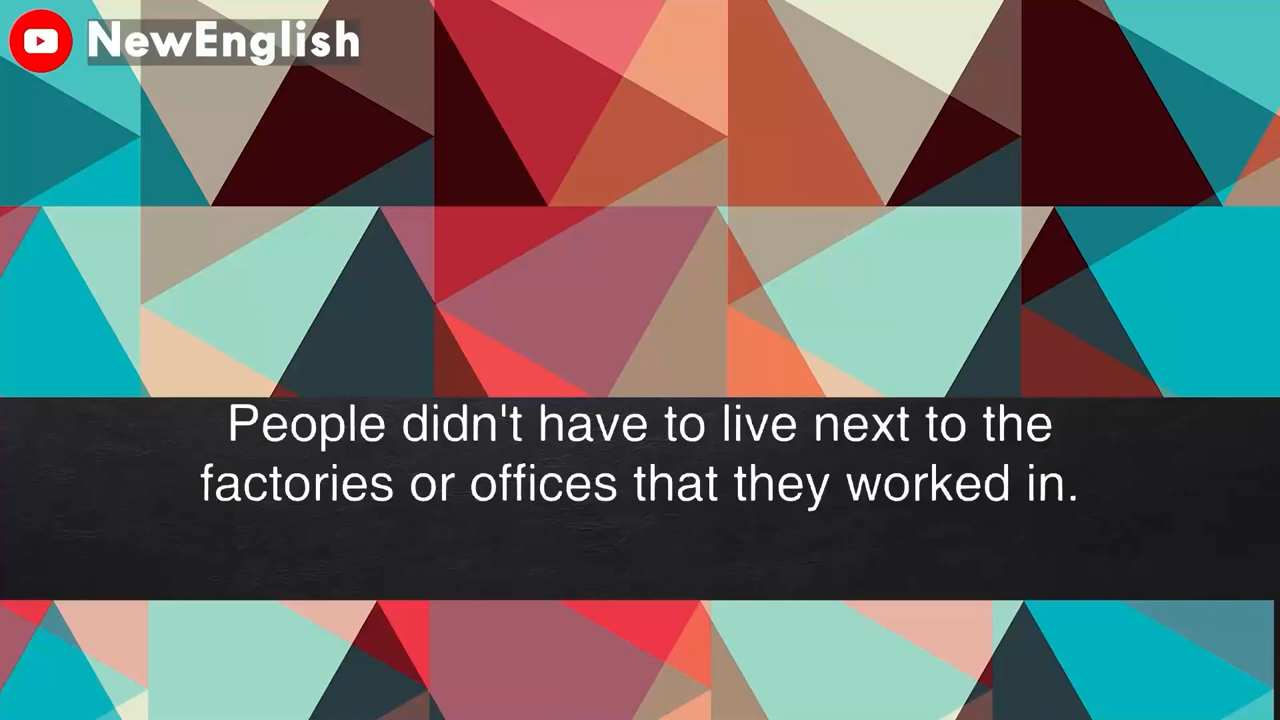 NewEnglish
People didn't have to live next to the
factories or offices that they worked in.